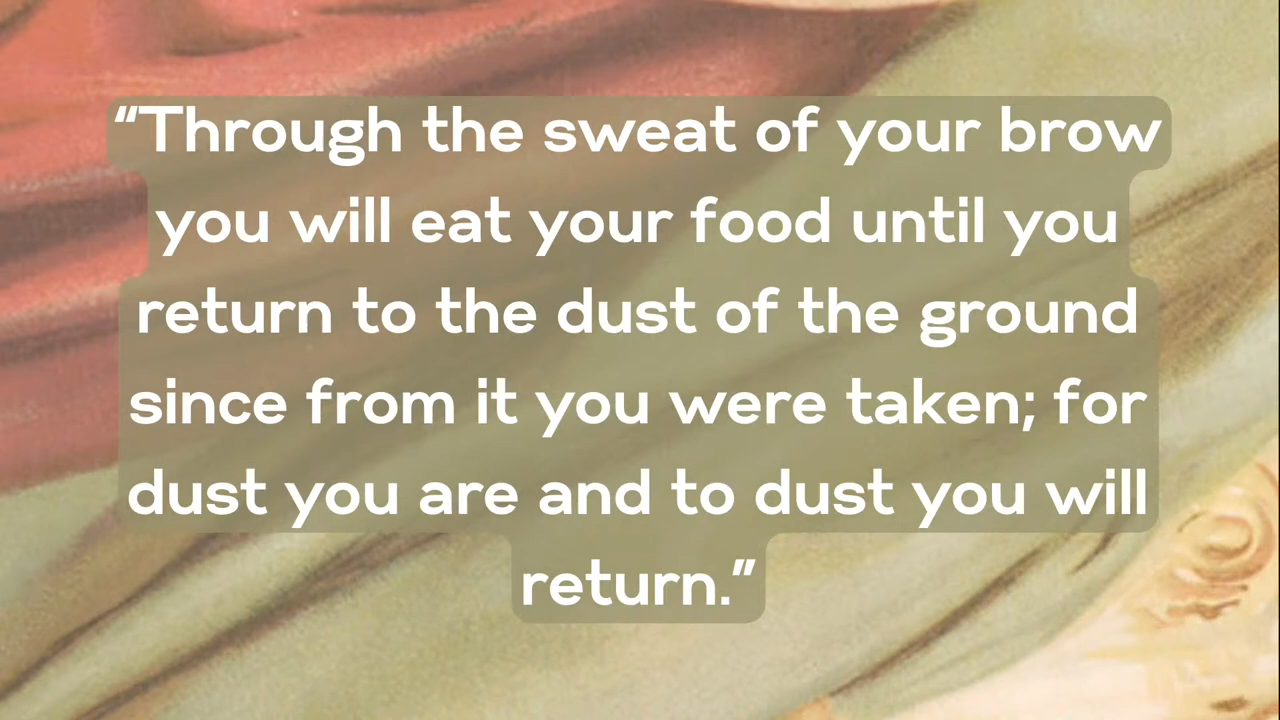 “Through the sweat of your brow
you will eat your food until you
return to the dust of the ground
since from it you were taken; for
dust you are and to dust you will
return.”